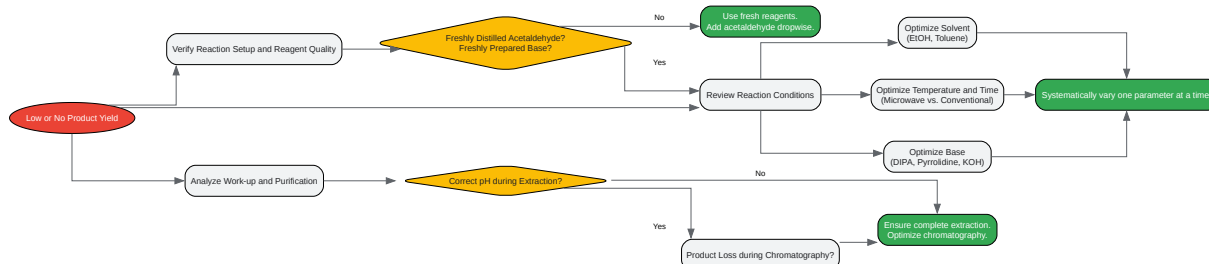 No
Use fresh reagents.
Add acetaldehyde dropwise.
Optimize Solvent
(EtOH, Toluene)
Freshly Distilled Acetaldehyde?
Freshly Prepared Base?
Verify Reaction Setup and Reagent Quality
Yes
Review Reaction Conditions
Optimize Temperature and Time
(Microwave vs. Conventional)
Systematically vary one parameter at a time
Low or No Product Yield
Optimize Base
(DIPA, Pyrrolidine, KOH)
Analyze Work-up and Purification
Correct pH during Extraction?
No
Yes
Ensure complete extraction.
Optimize chromatography.
Product Loss during Chromatography?